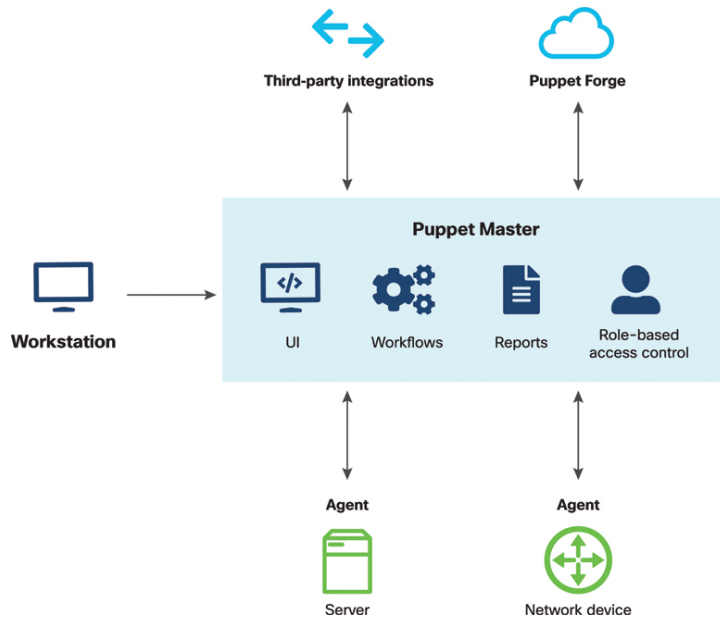 Third-party integrations
Puppet Forge
Puppet Master
</>
Workstation
UI
Workflows
Reports
Role-based
access control
Agent
Agent
Server
Network device